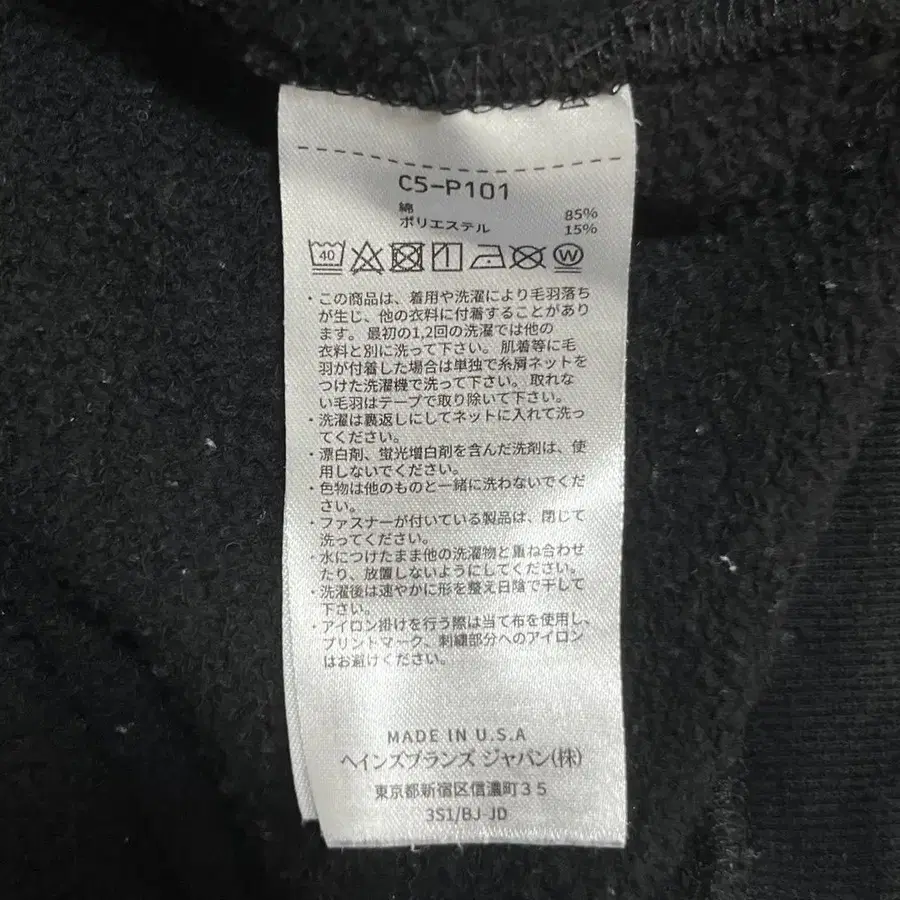 C5-P101
綿 85%
ポリエステル 15%
40 W
・この商品は、着用や洗濯により毛羽落ち
が生じ、他の衣料に付着することがあり
ます。最初の1,2回の洗濯では他の
衣料と別に洗って下さい。肌着等に毛
羽が付着した場合は単独で糸屑ネットを
つけた洗濯機で洗って下さい。取れな
い毛羽はテープで取り除いて下さい。
・洗濯は裏返しにしてネットに入れて洗っ
てください。
・漂白剤、蛍光増白剤を含んだ洗剤は、使
用しないでください。
・色物は他のものと一緒に洗わないでくだ
さい。
・ファスナーが付いている製品は、閉じて
洗ってください。
・水につけたまま他の洗濯物と重ね合わせ
たり、放置しないようにしてください。
・洗濯後は速やかに形を整え日陰で干して
下さい。
・アイロン掛けを行う際は当て布を使用し、
プリントマーク、刺繍部分へのアイロン
はお避けください。
MADE IN U.S.A
ヘインズブランズ ジャパン(株)
東京都新宿区信濃町35
3S1/BJ-JD